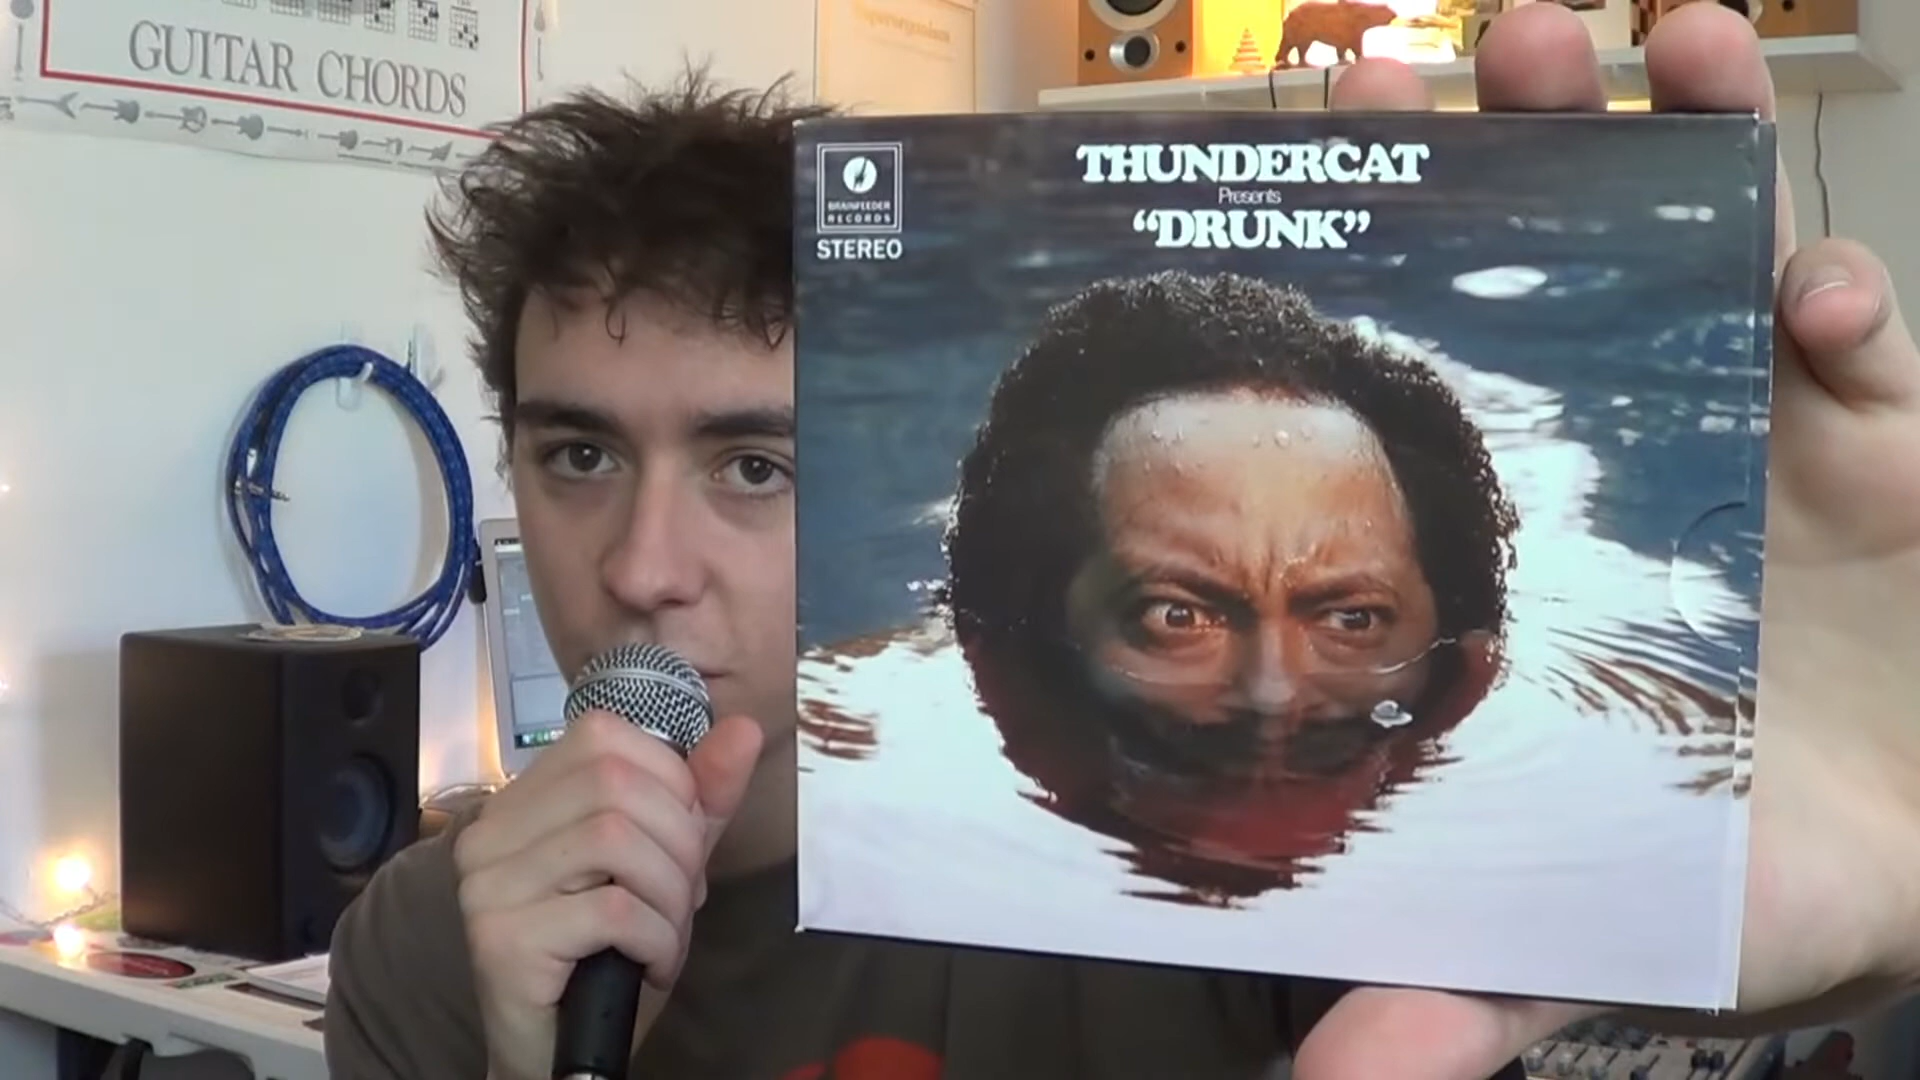 GUITAR CHORDS
THUNDERCAT
Presents
“DRUNK”
BRAINFEEDER
RECORDS
STEREO